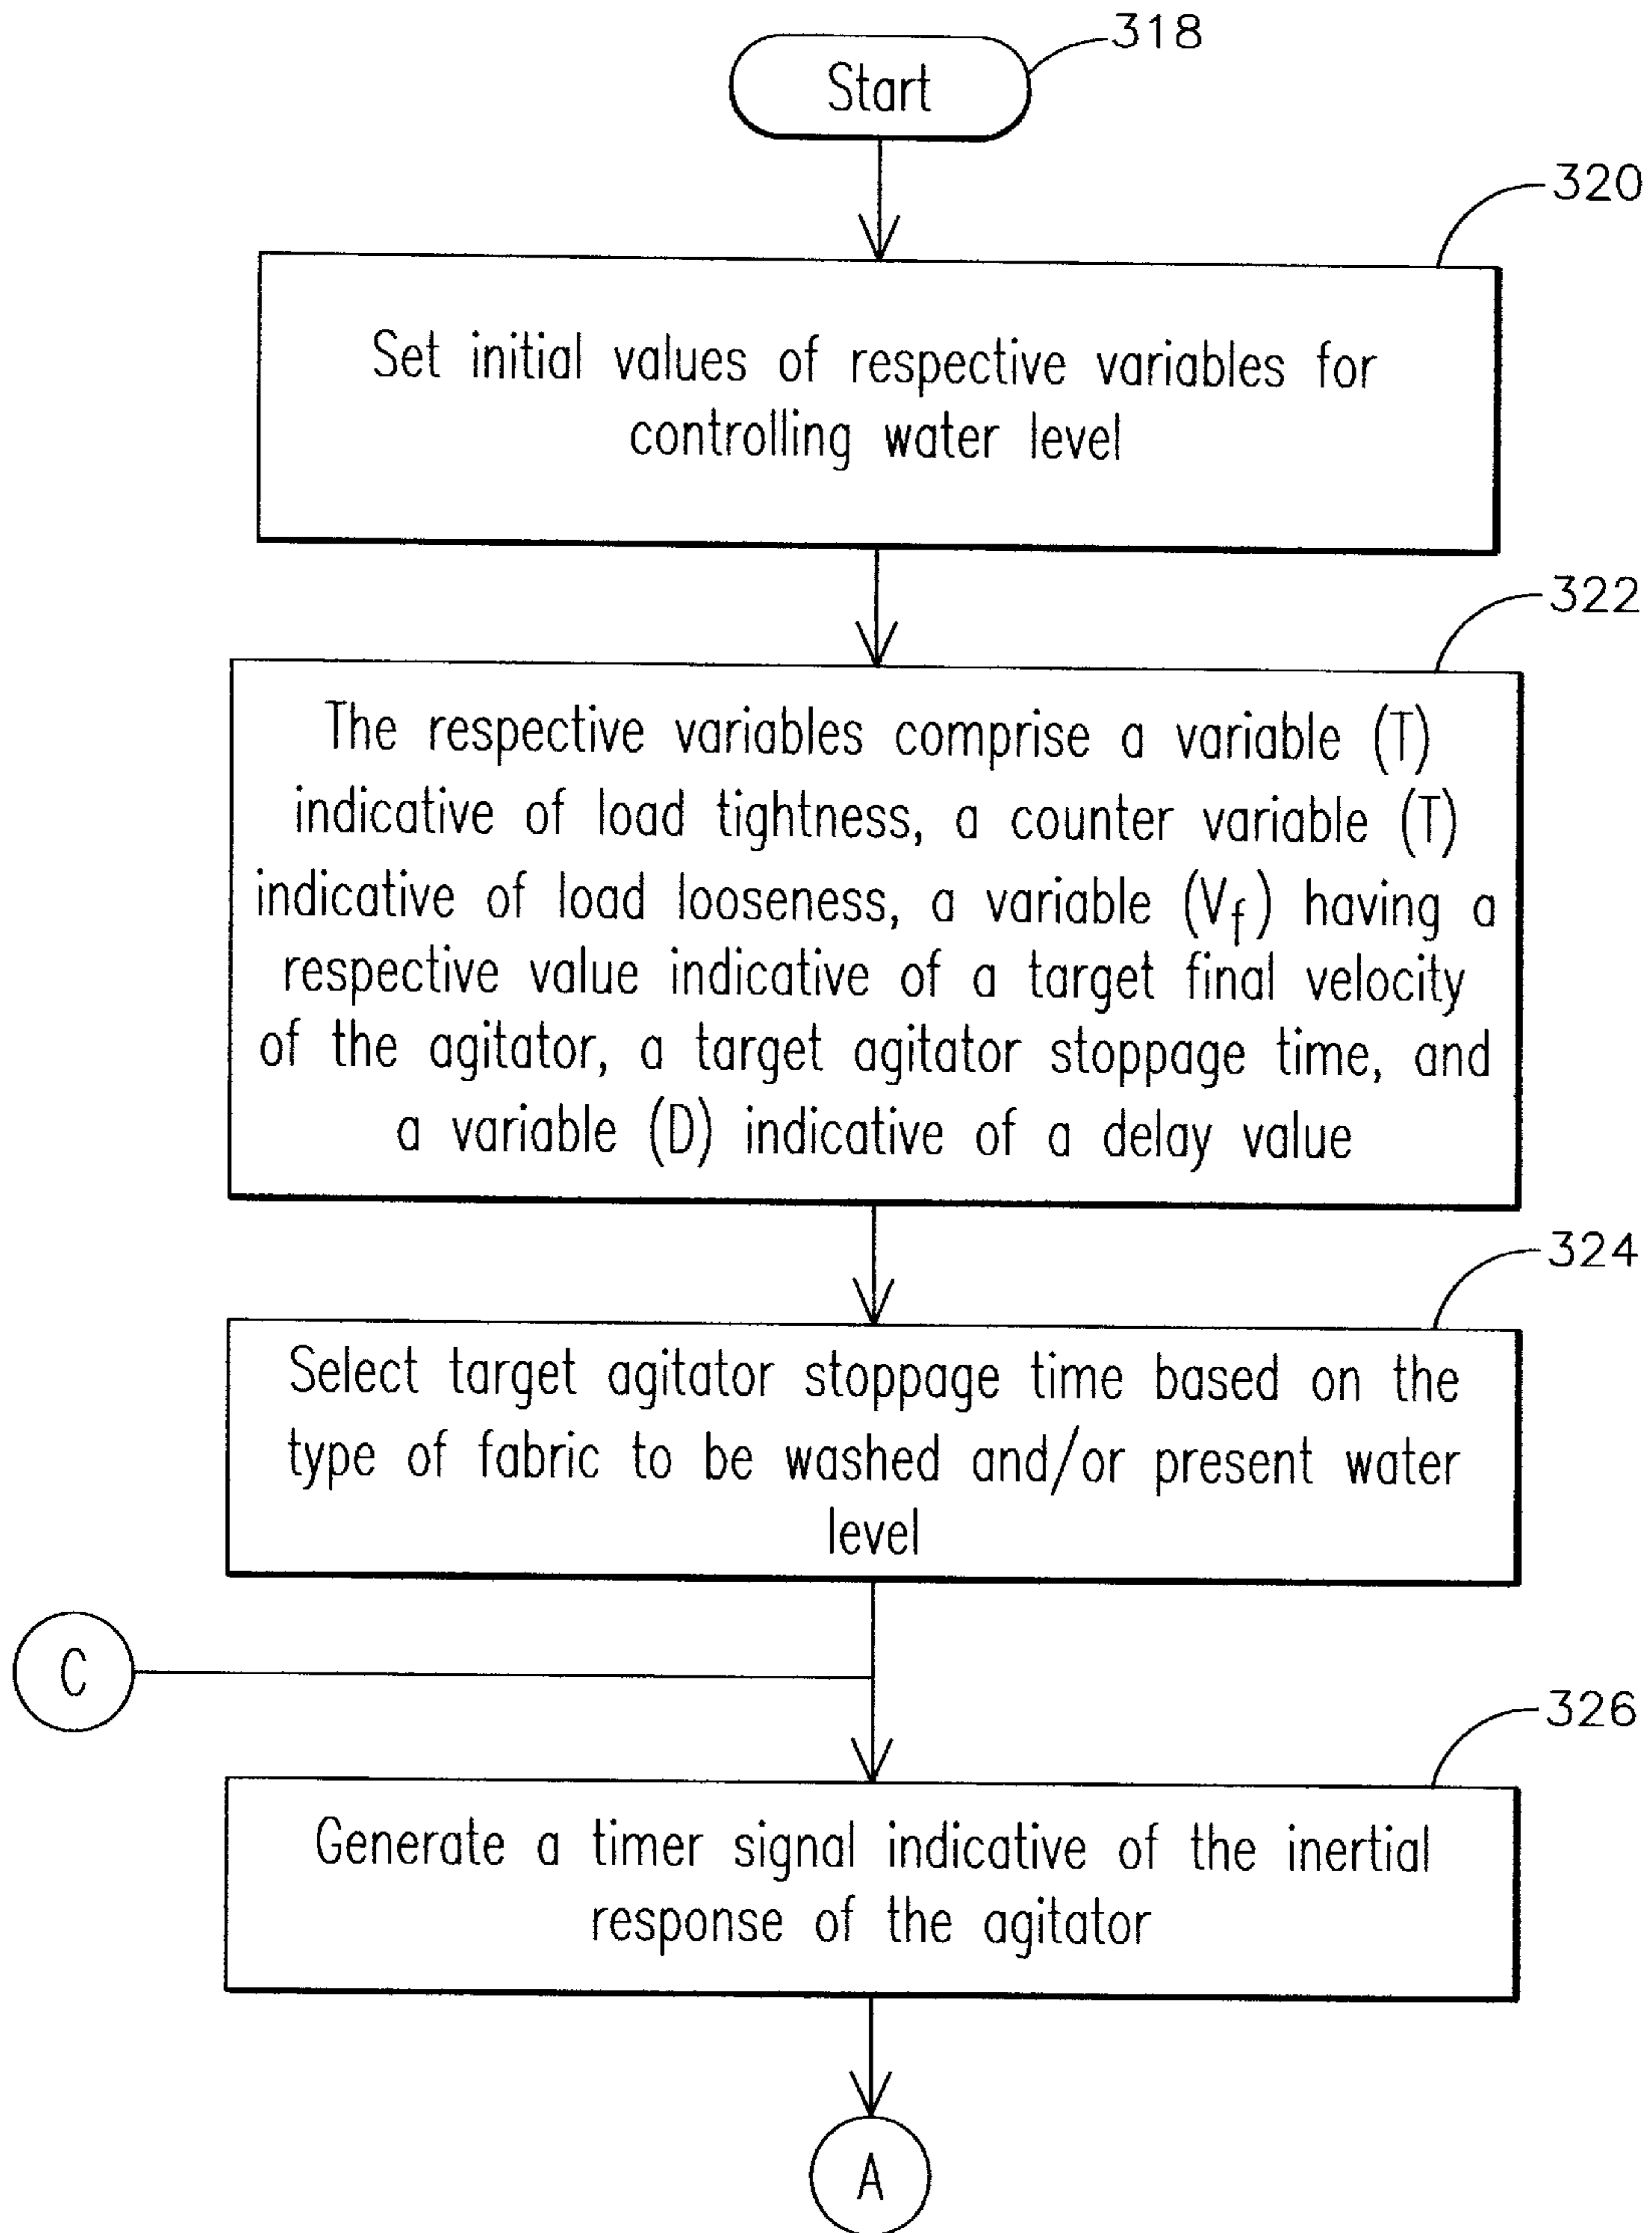 318
Start
320
Set initial values of respective variables for
controlling water level
322
The respective variables comprise a variable (T)
indicative of load tightness, a counter variable (T)
indicative of load looseness, a variable (Vf) having a
respective value indicative of a target final velocity
of the agitator, a target agitator stoppage time, and
a variable (D) indicative of a delay value
324
Select target agitator stoppage time based on the
type of fabric to be washed and/or present water
level
C
326
Generate a timer signal indicative of the inertial
response of the agitator
A